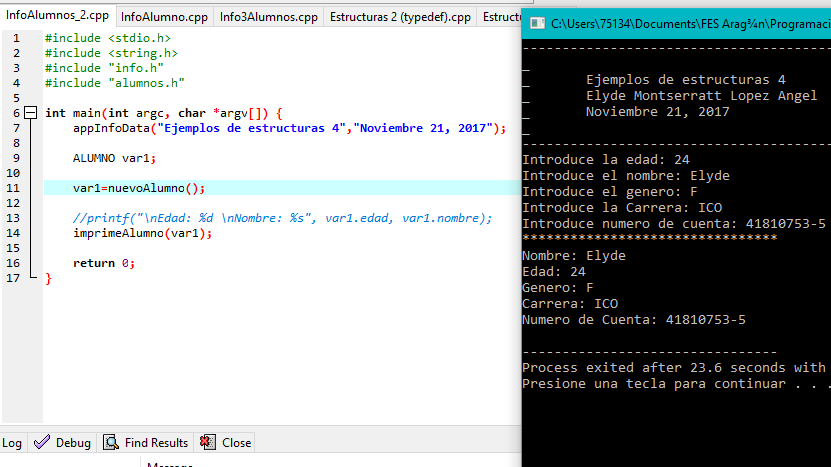 InfoAlumnos_2.cpp InfoAlumno.cpp Info3Alumnos.cpp Estructuras 2 (typedef).cpp
1 #include <stdio.h>
2 #include <string.h>
3 #include "info.h"
4 #include "alumnos.h"
5
6 int main(int argc, char *argv[]) {
7 appInfoData("Ejemplos de estructuras 4","Noviembre 21, 2017");
8
9 ALUMNO var1;
10
11 var1=nuevoAlumno();
12
13 //printf("\nEdad: %d \nNombre: %s", var1.edad, var1.nombre);
14 imprimeAlumno(var1);
15
16 return 0;
17 }
Log Debug Find Results Close
C:\Users\75134\Documents\FES Arag¾n\Programaci
---------------------------------------
_
_ Ejemplos de estructuras 4
_ Elyde Montserratt Lopez Angel
_ Noviembre 21, 2017
_
---------------------------------------
Introduce la edad: 24
Introduce el nombre: Elyde
Introduce el genero: F
Introduce la Carrera: ICO
Introduce numero de cuenta: 41810753-5
********************************
Nombre: Elyde
Edad: 24
Genero: F
Carrera: ICO
Numero de Cuenta: 41810753-5
--------------------------------
Process exited after 23.6 seconds with
Presione una tecla para continuar . . .